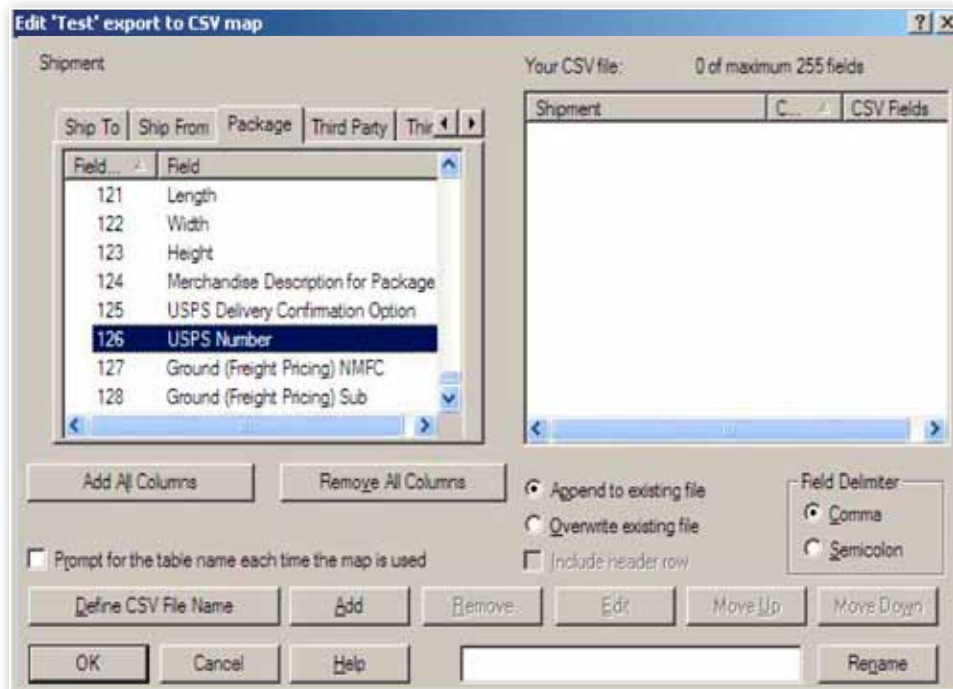 Edit 'Test' export to CSV map
Shipment
Your CSV file: 0 of maximum 255 fields
Ship To Ship From Package Third Party Thir
Shipment C... CSV Fields
Field... Field
121 Length
122 Width
123 Height
124 Merchandise Description for Package
125 USPS Delivery Confirmation Option
126 USPS Number
127 Ground (Freight Pricing) NMFC
128 Ground (Freight Pricing) Sub
Add All Columns Remove All Columns
Append to existing file
Overwrite existing file
Include header row
Field Delimiter
Comma
Semicolon
Prompt for the table name each time the map is used
Define CSV File Name Add Remove Edit Move Up Move Down
OK Cancel Help Rename